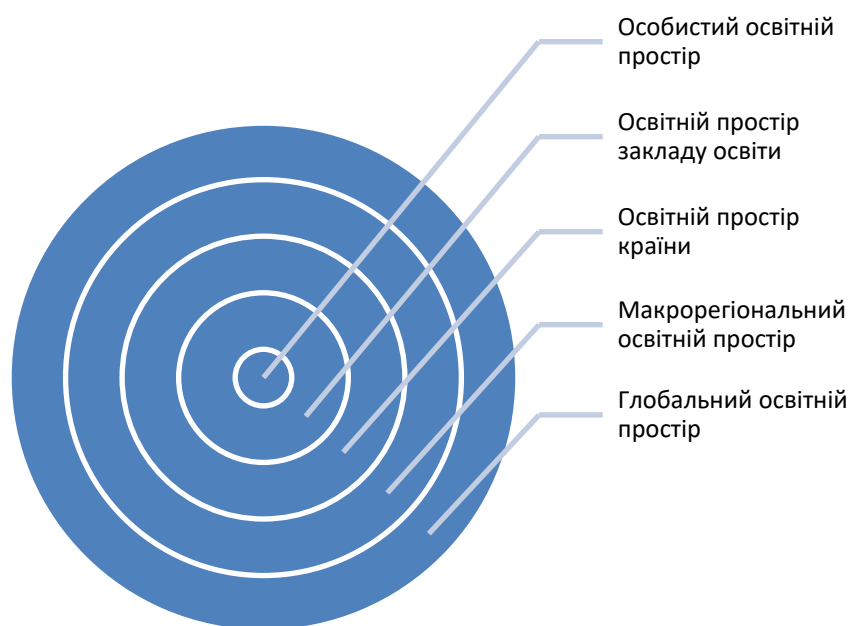 Особистий освітній
простір
Освітній простір
закладу освіти
Освітній простір
країни
Макрорегіональний
освітній простір
Глобальний освітній
простір